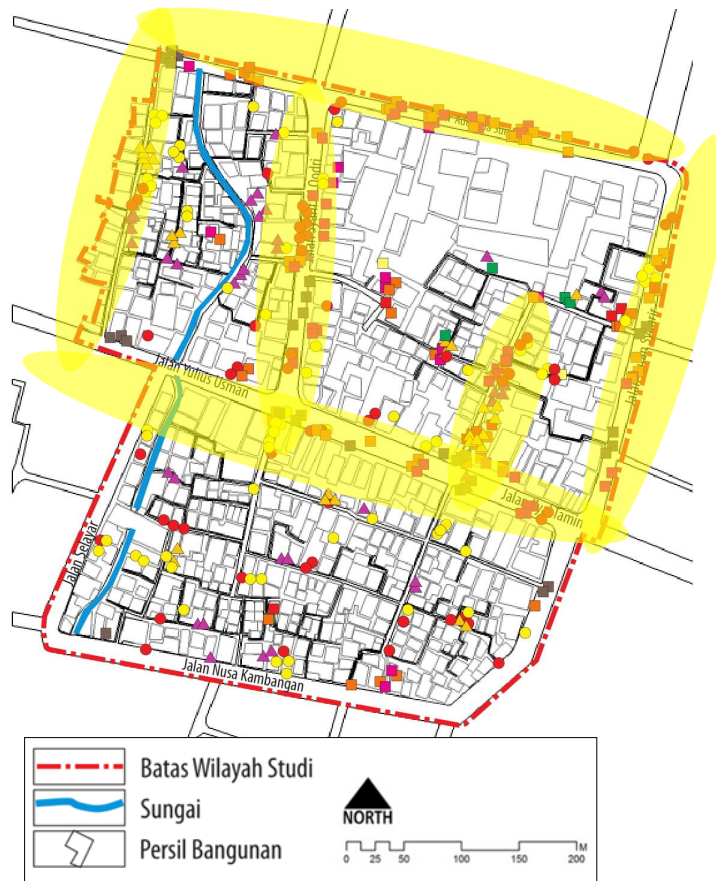 Jalan Yulius Usman
Jalan Selayar
Jalan Nusa Kambangan
Batas Wilayah Studi
Sungai
Persil Bangunan
NORTH
0 25 50 100 150 200
M